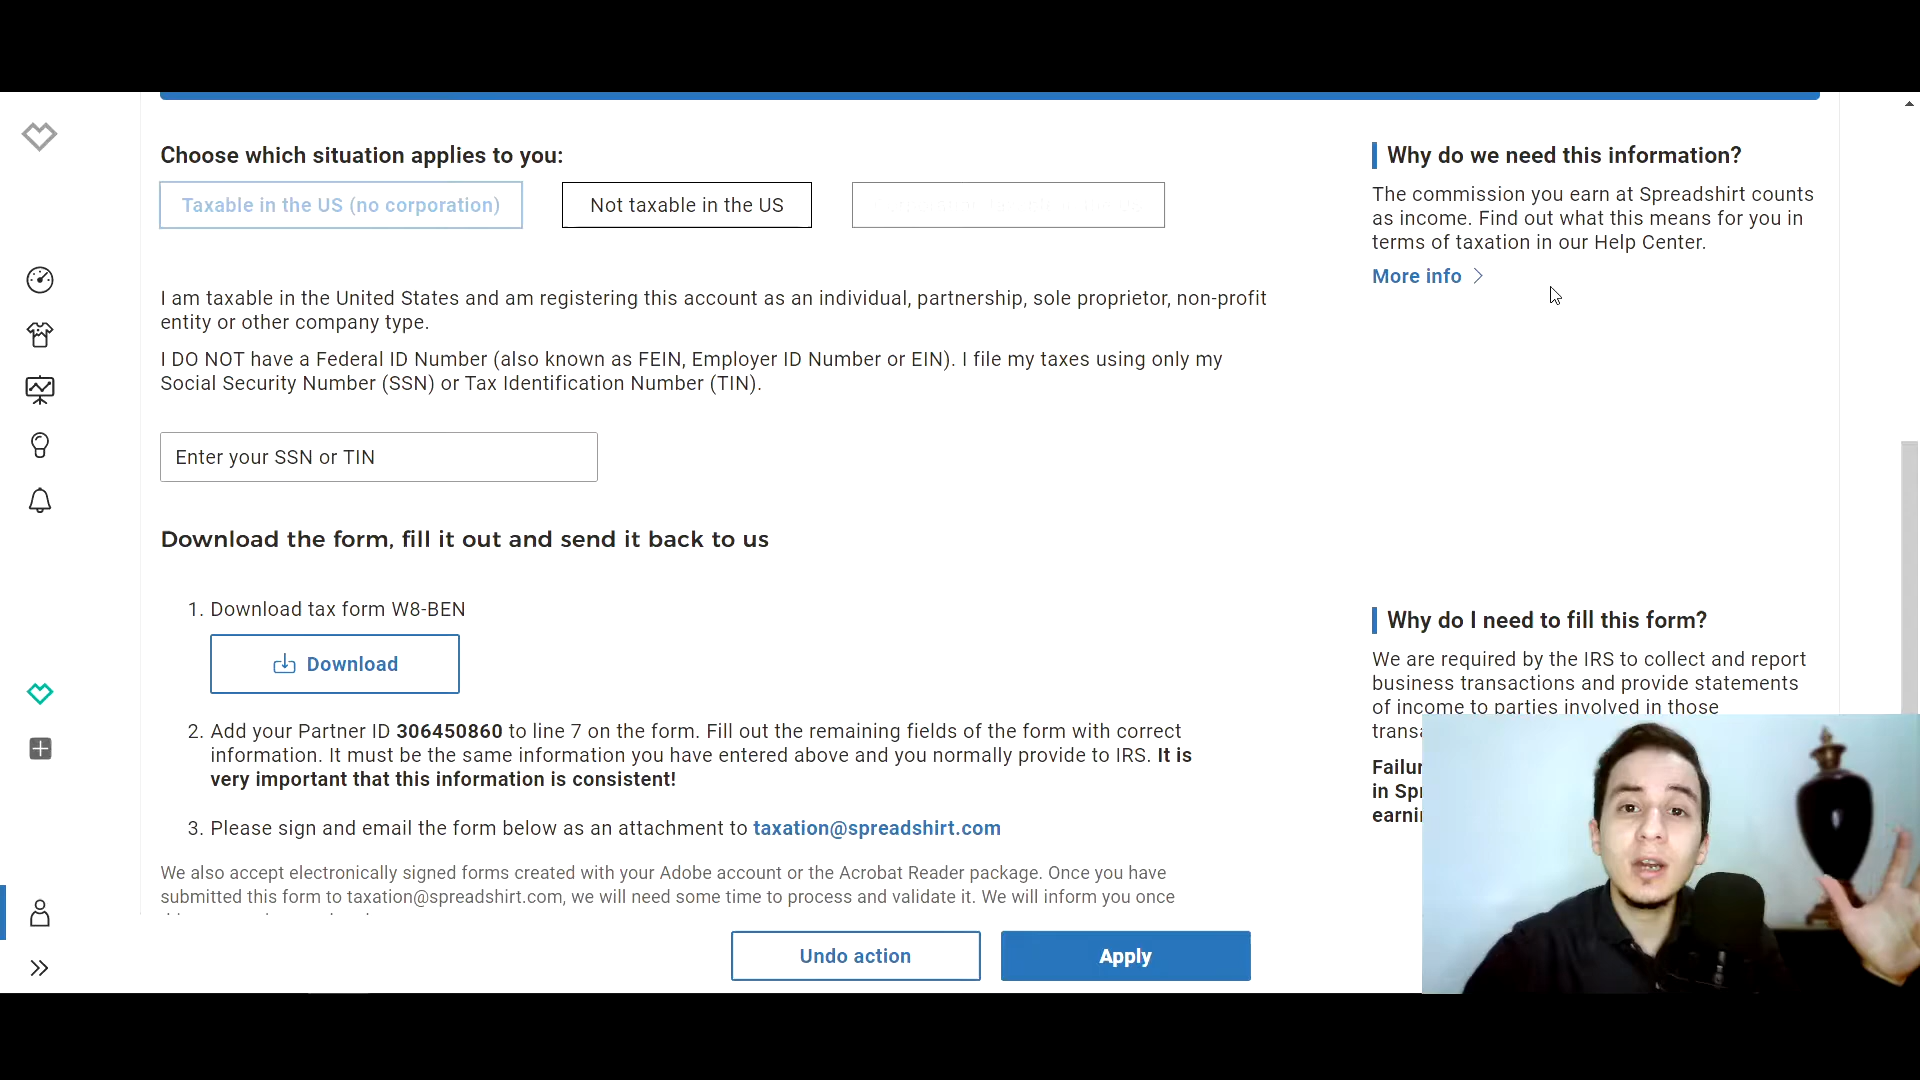 Choose which situation applies to you:
Taxable in the US (no corporation)
Not taxable in the US
I am taxable in the United States and am registering this account as an individual, partnership, sole proprietor, non-profit
entity or other company type.
I DO NOT have a Federal ID Number (also known as FEIN, Employer ID Number or EIN). I file my taxes using only my
Social Security Number (SSN) or Tax Identification Number (TIN).
Enter your SSN or TIN
Download the form, fill it out and send it back to us
1. Download tax form W8-BEN
Download
2. Add your Partner ID 306450860 to line 7 on the form. Fill out the remaining fields of the form with correct
information. It must be the same information you have entered above and you normally provide to IRS. It is
very important that this information is consistent!
3. Please sign and email the form below as an attachment to taxation@spreadshirt.com
We also accept electronically signed forms created with your Adobe account or the Acrobat Reader package. Once you have
submitted this form to taxation@spreadshirt.com, we will need some time to process and validate it. We will inform you once
Undo action
Apply
Why do we need this information?
The commission you earn at Spreadshirt counts
as income. Find out what this means for you in
terms of taxation in our Help Center.
More info
Why do I need to fill this form?
We are required by the IRS to collect and report
business transactions and provide statements
of income to parties involved in those
transa
Failur
in Spr
earni